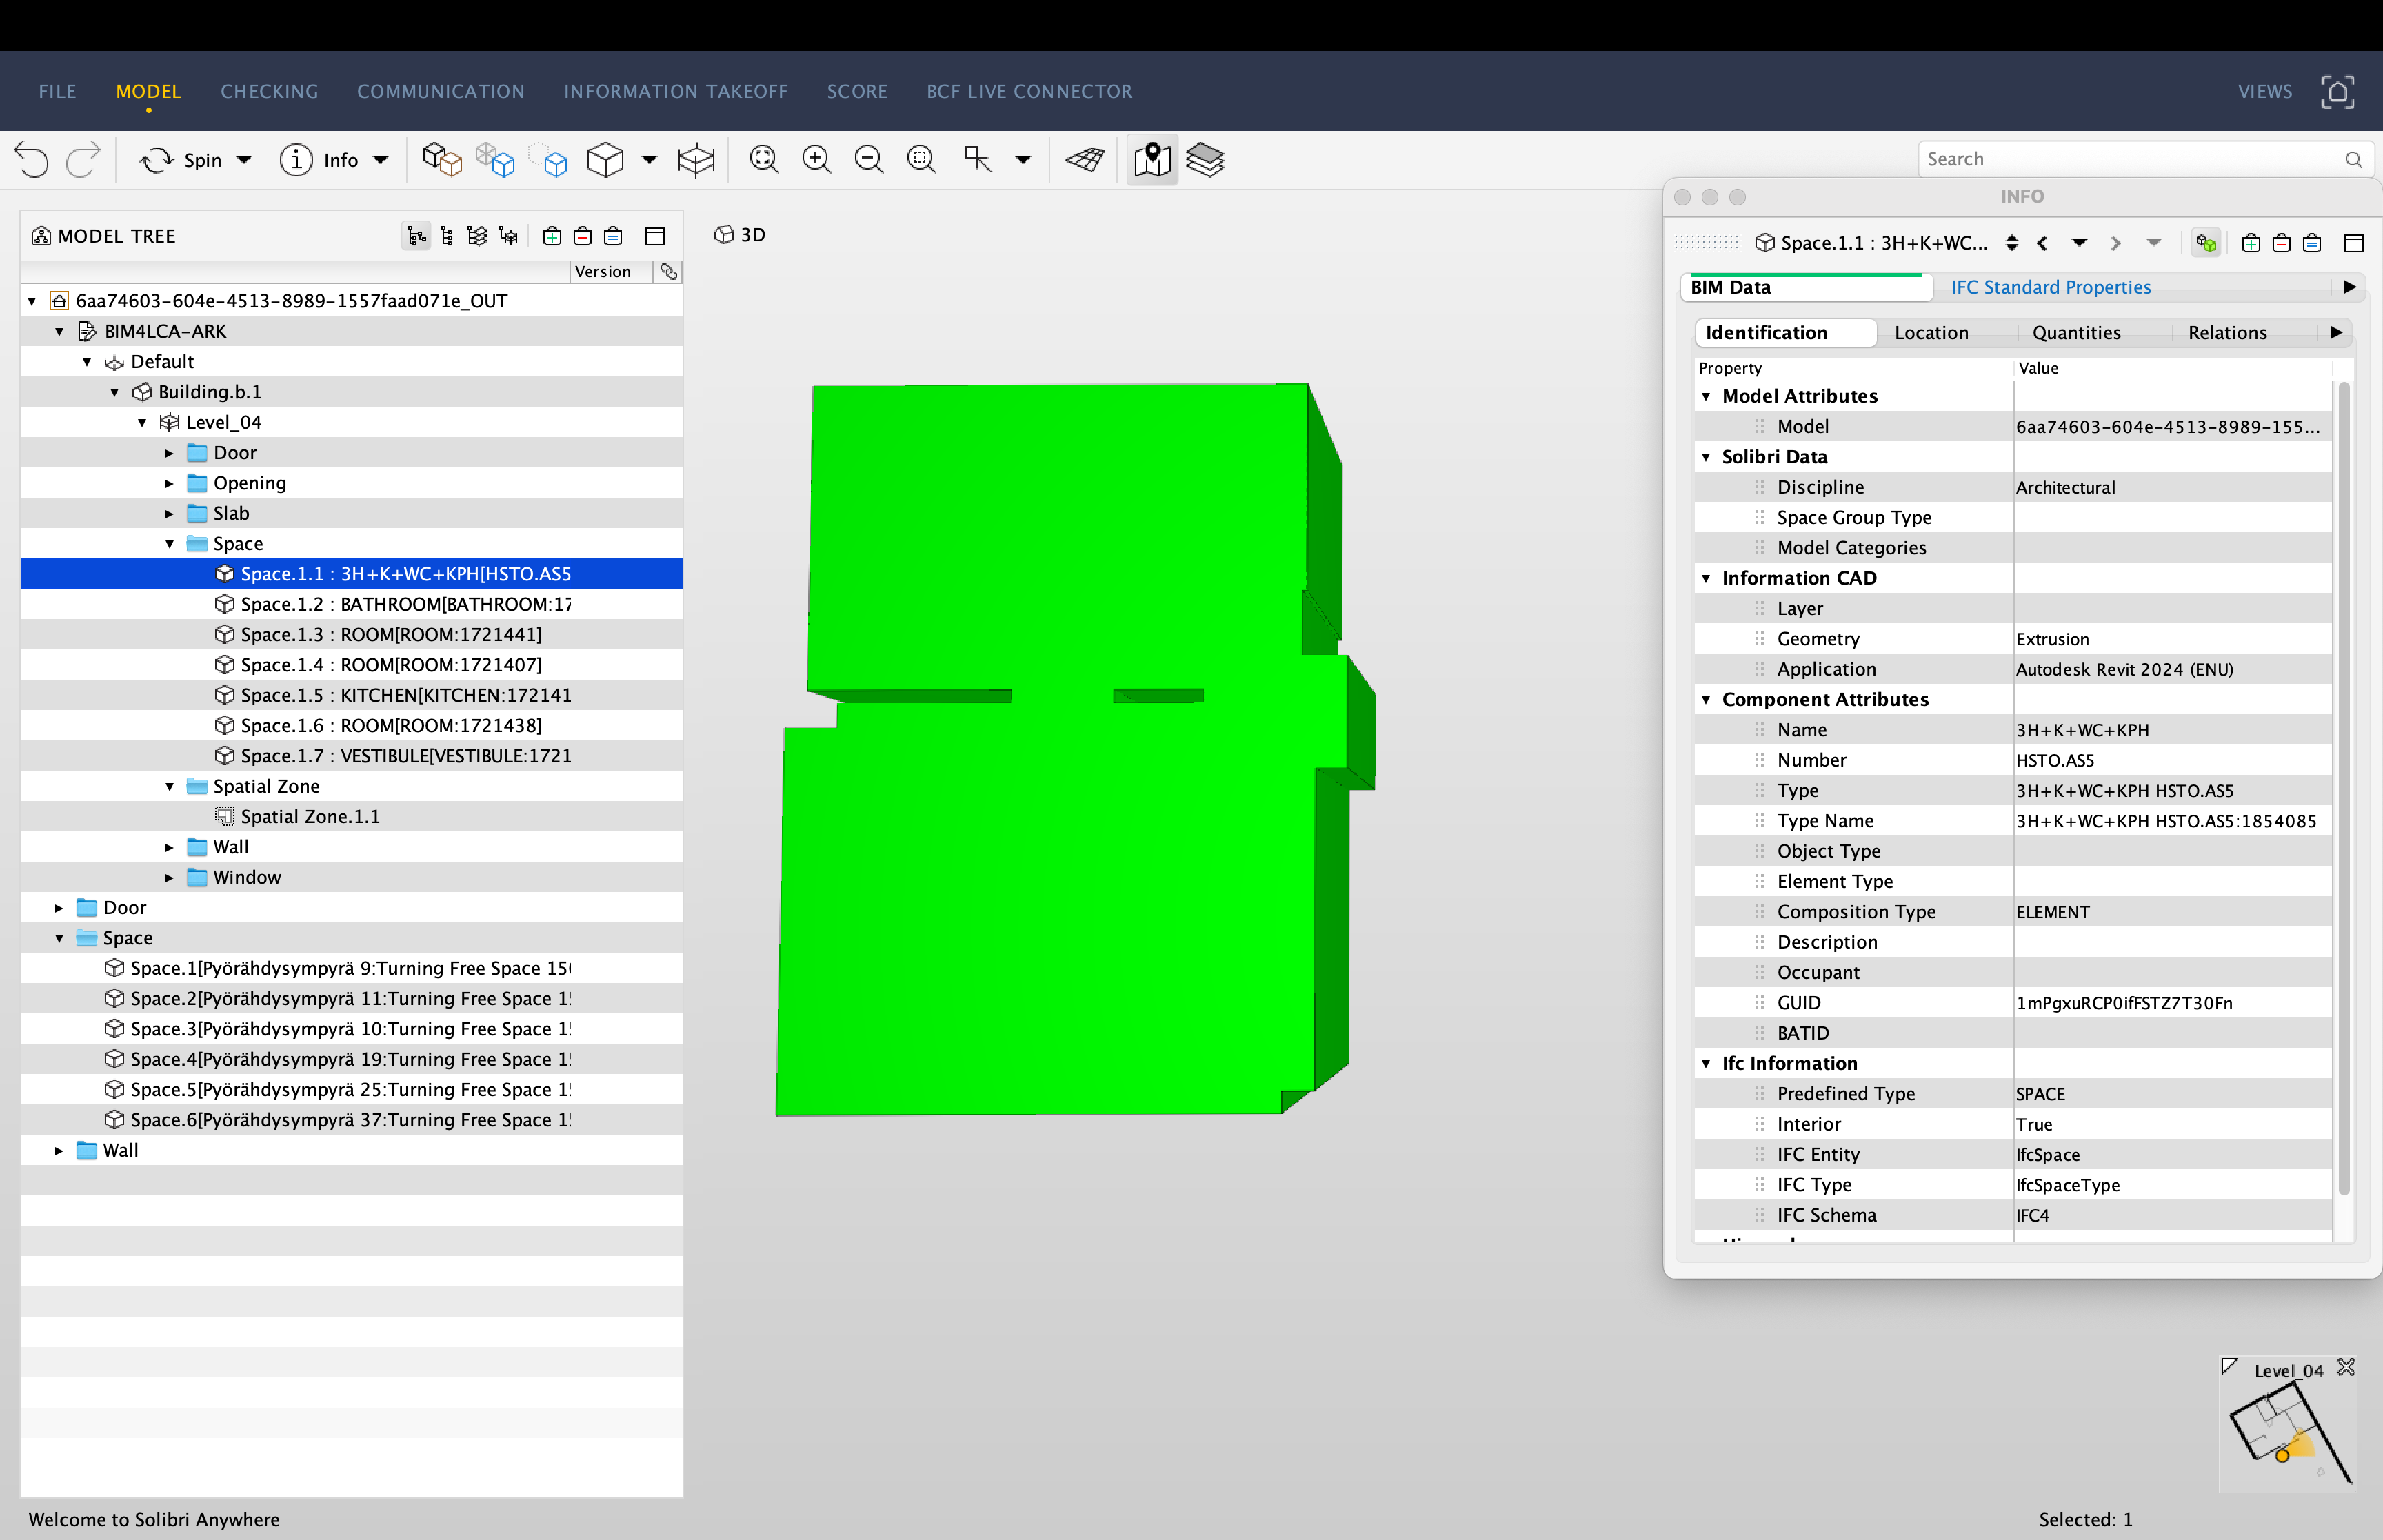 FILE MODEL CHECKING COMMUNICATION INFORMATION TAKEOFF SCORE BCF LIVE CONNECTOR VIEWS
Spin Info Search
MODEL TREE
Version
6aa74603-604e-4513-8989-1557faad071e_OUT
BIM4LCA-ARK
Default
Building.b.1
Level_04
Door
Opening
Slab
Space
Space.1.1 : 3H+K+WC+KPH[HSTO.AS5
Space.1.2 : BATHROOM[BATHROOM:17
Space.1.3 : ROOM[ROOM:1721441]
Space.1.4 : ROOM[ROOM:1721407]
Space.1.5 : KITCHEN[KITCHEN:172141
Space.1.6 : ROOM[ROOM:1721438]
Space.1.7 : VESTIBULE[VESTIBULE:1721
Spatial Zone
Spatial Zone.1.1
Wall
Window
Door
Space
Space.1[Pyörähdysympyrä 9:Turning Free Space 150
Space.2[Pyörähdysympyrä 11:Turning Free Space 1
Space.3[Pyörähdysympyrä 10:Turning Free Space 1
Space.4[Pyörähdysympyrä 19:Turning Free Space 1
Space.5[Pyörähdysympyrä 25:Turning Free Space 1
Space.6[Pyörähdysympyrä 37:Turning Free Space 1
Wall
3D
INFO
Space.1.1 : 3H+K+WC...
BIM Data IFC Standard Properties
Identification Location Quantities Relations
Property Value
Model Attributes
Model 6aa74603-604e-4513-8989-155...
Solibri Data
Discipline Architectural
Space Group Type
Model Categories
Information CAD
Layer
Geometry Extrusion
Application Autodesk Revit 2024 (ENU)
Component Attributes
Name 3H+K+WC+KPH
Number HSTO.AS5
Type 3H+K+WC+KPH HSTO.AS5
Type Name 3H+K+WC+KPH HSTO.AS5:1854085
Object Type
Element Type
Composition Type ELEMENT
Description
Occupant
GUID 1mPgxuRCP0ifFSTZ7T30Fn
BATID
Ifc Information
Predefined Type SPACE
Interior True
IFC Entity IfcSpace
IFC Type IfcSpaceType
IFC Schema IFC4
Level_04
Welcome to Solibri Anywhere
Selected: 1